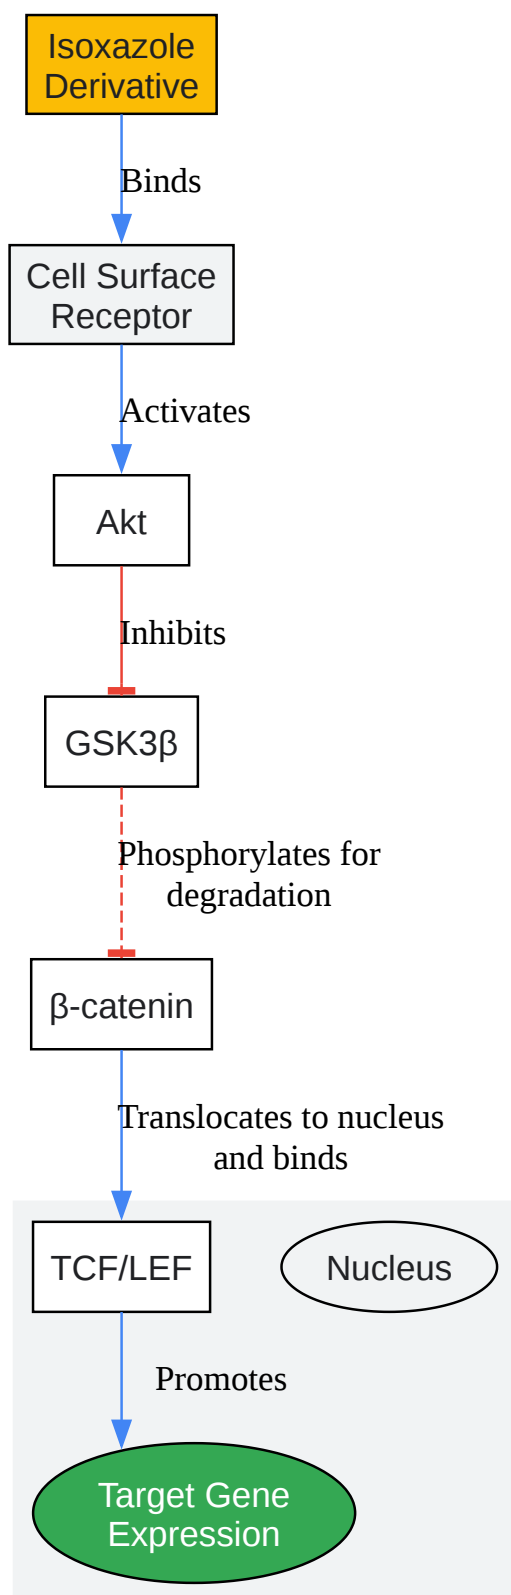 Isoxazole
Derivative
Binds
Cell Surface
Receptor
Activates
Akt
Inhibits
GSK3β
Phosphorylates for
degradation
β-catenin
Translocates to nucleus
and binds
TCF/LEF
Nucleus
Promotes
Target Gene
Expression